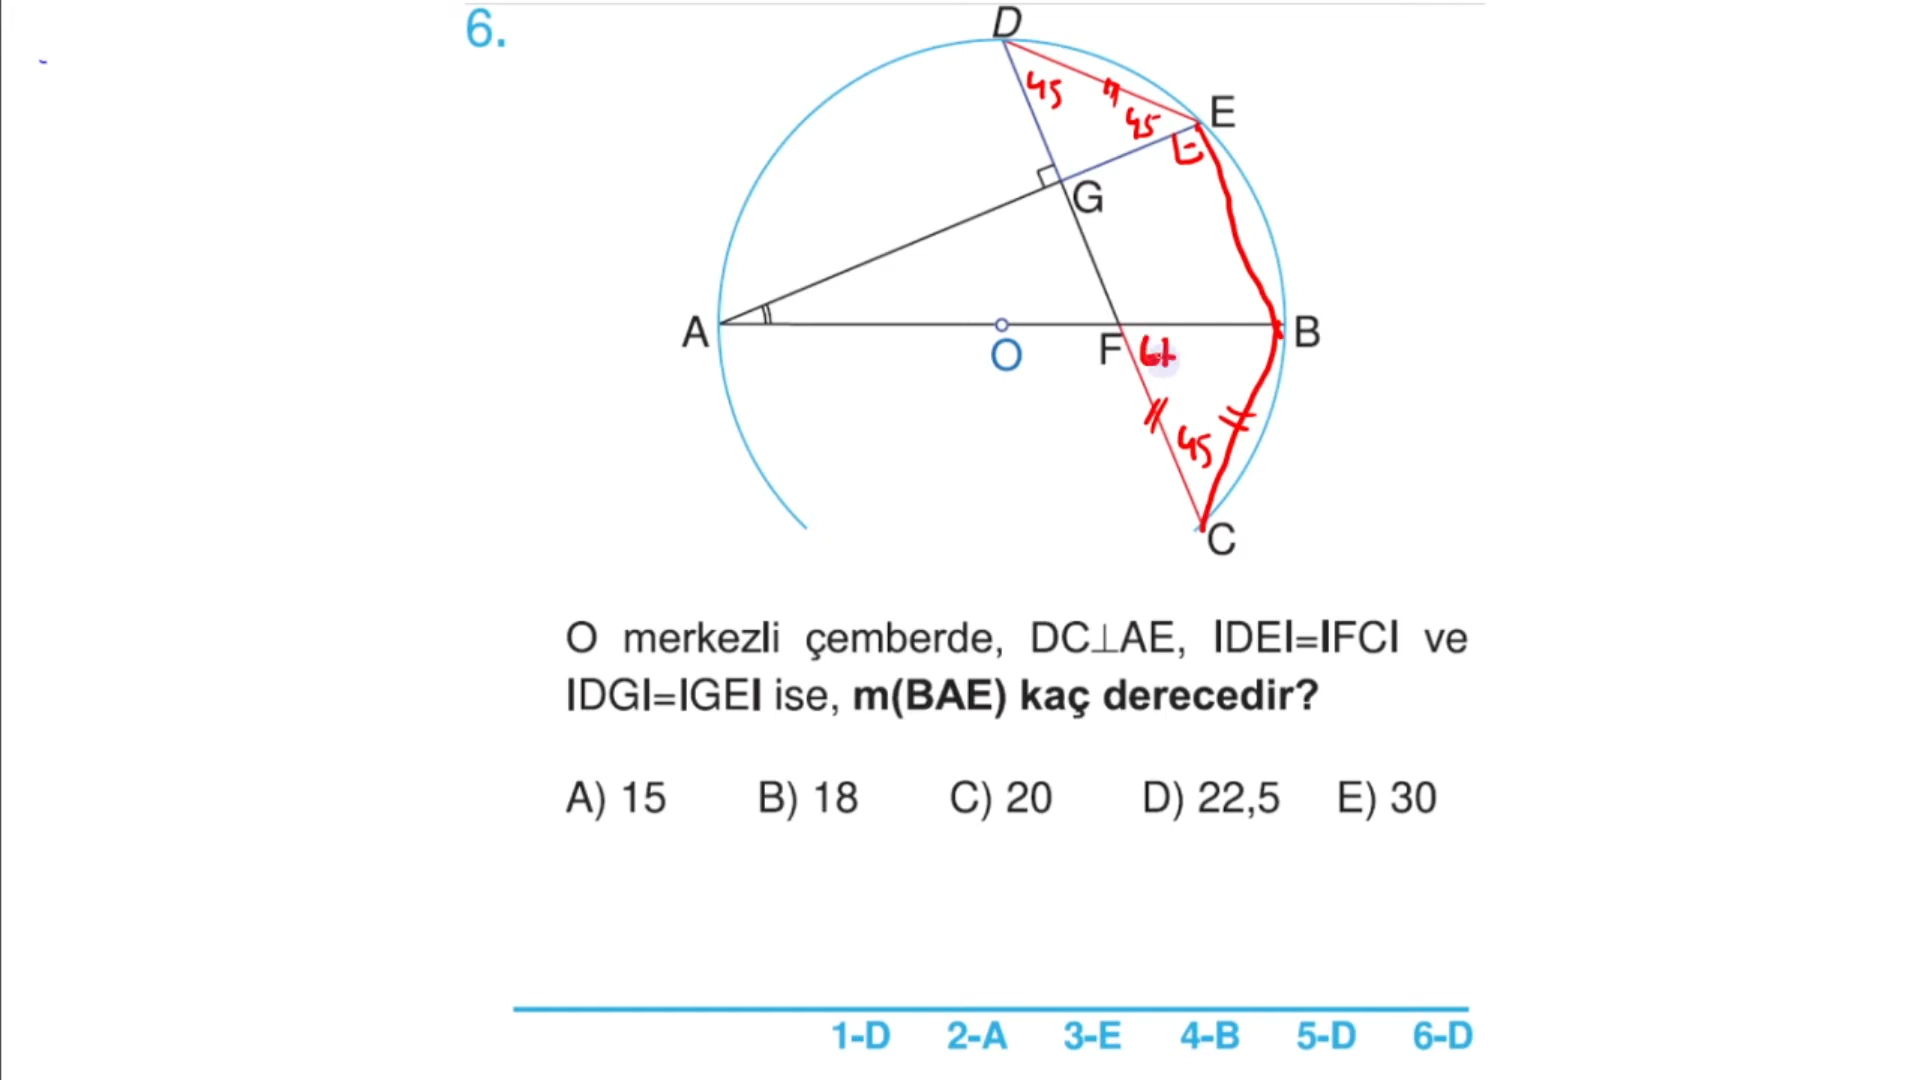 6.
D
45
45
E
G
A
O
F
B
45
C
O merkezli çemberde, DC⊥AE, IDEI=IFCI ve
IDGI=IGEI ise, m(BAE) kaç derecedir?
A) 15 B) 18 C) 20 D) 22,5 E) 30
1-D 2-A 3-E 4-B 5-D 6-D